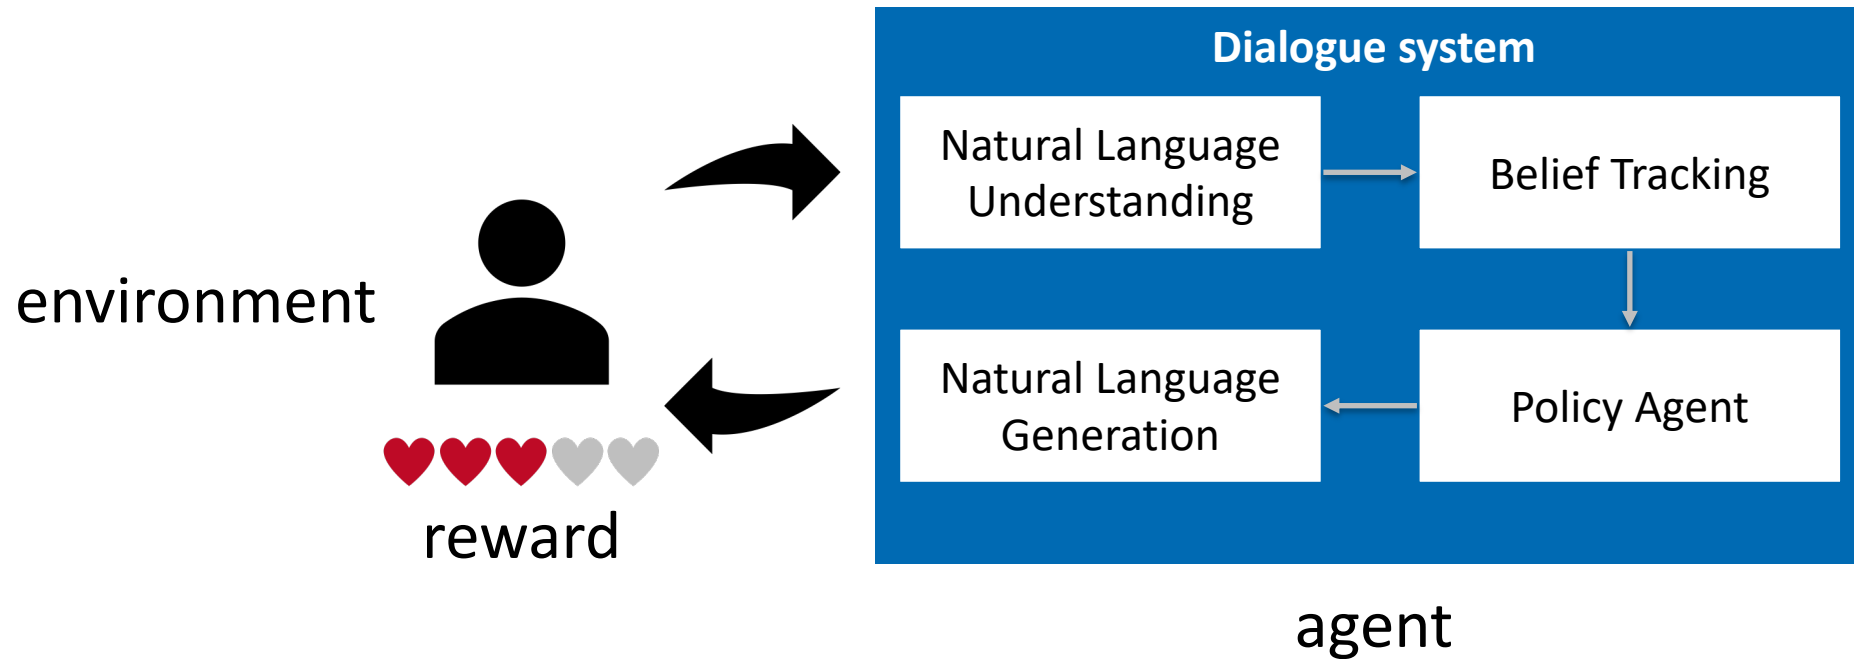 Dialogue system
Natural Language
Understanding
Belief Tracking
environment
Natural Language
Generation
Policy Agent
reward
agent